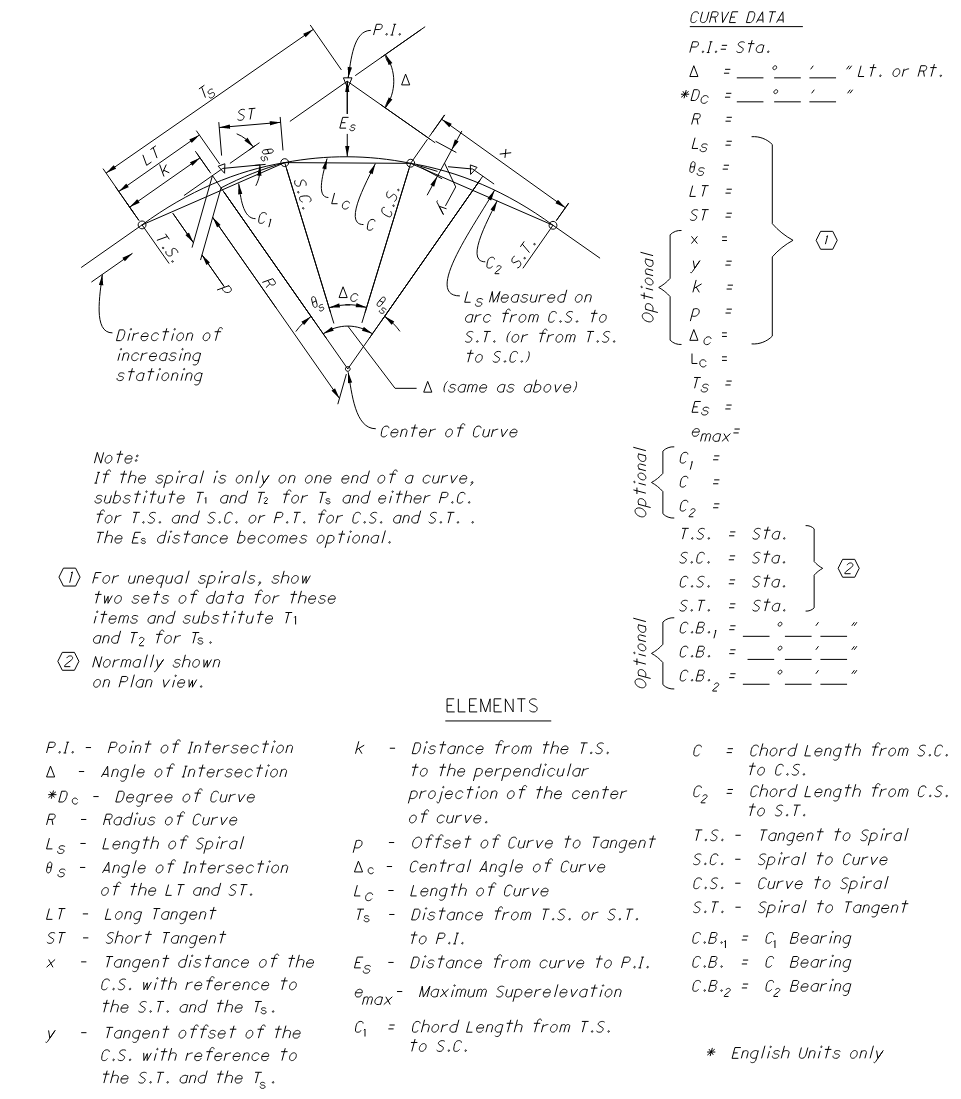 P.I.
Δ
T_S
ST
E_S
LT
k
θ_S
x
y
S.C.
C.S.
L_C
C
C_1
C_2
T.S.
S.T.
p
R
θ_S
Δ_C
θ_S
L_S Measured on
arc from C.S. to
S.T. (or from T.S.
to S.C.)
Direction of
increasing
stationing
Δ (same as above)
Center of Curve
Note:
If the spiral is only on one end of a curve,
substitute T_1 and T_2 for T_S and either P.C.
for T.S. and S.C. or P.T. for C.S. and S.T. .
The E_S distance becomes optional.
1 For unequal spirals, show
two sets of data for these
items and substitute T_1
and T_2 for T_S.
2 Normally shown
on Plan view.
CURVE DATA
P.I.= Sta.
Δ = ___ ° ___ ' ___ " Lt. or Rt.
*D_C = ___ ° ___ ' ___ "
R =
L_S =
θ_S =
LT =
ST =
x =
y =
k =
p =
Δ_C =
Optional
1
L_C =
T_S =
E_S =
e_max=
C_1 =
C =
C_2 =
Optional
T.S. = Sta.
S.C. = Sta.
C.S. = Sta.
S.T. = Sta.
2
C.B._1 = ___ ° ___ ' ___ "
C.B. = ___ ° ___ ' ___ "
C.B._2 = ___ ° ___ ' ___ "
Optional
ELEMENTS
P.I. - Point of Intersection
Δ - Angle of Intersection
*D_C - Degree of Curve
R - Radius of Curve
L_S - Length of Spiral
θ_S - Angle of Intersection
of the LT and ST.
LT - Long Tangent
ST - Short Tangent
x - Tangent distance of the
C.S. with reference to
the S.T. and the T_S.
y - Tangent offset of the
C.S. with reference to
the S.T. and the T_S.
k - Distance from the T.S.
to the perpendicular
projection of the center
of curve.
p - Offset of Curve to Tangent
Δ_C - Central Angle of Curve
L_C - Length of Curve
T_S - Distance from T.S. or S.T.
to P.I.
E_S - Distance from curve to P.I.
e_max - Maximum Superelevation
C_1 = Chord Length from T.S.
to S.C.
C = Chord Length from S.C.
to C.S.
C_2 = Chord Length from C.S.
to S.T.
T.S. - Tangent to Spiral
S.C. - Spiral to Curve
C.S. - Curve to Spiral
S.T. - Spiral to Tangent
C.B._1 = C_1 Bearing
C.B. = C Bearing
C.B._2 = C_2 Bearing
* English Units only